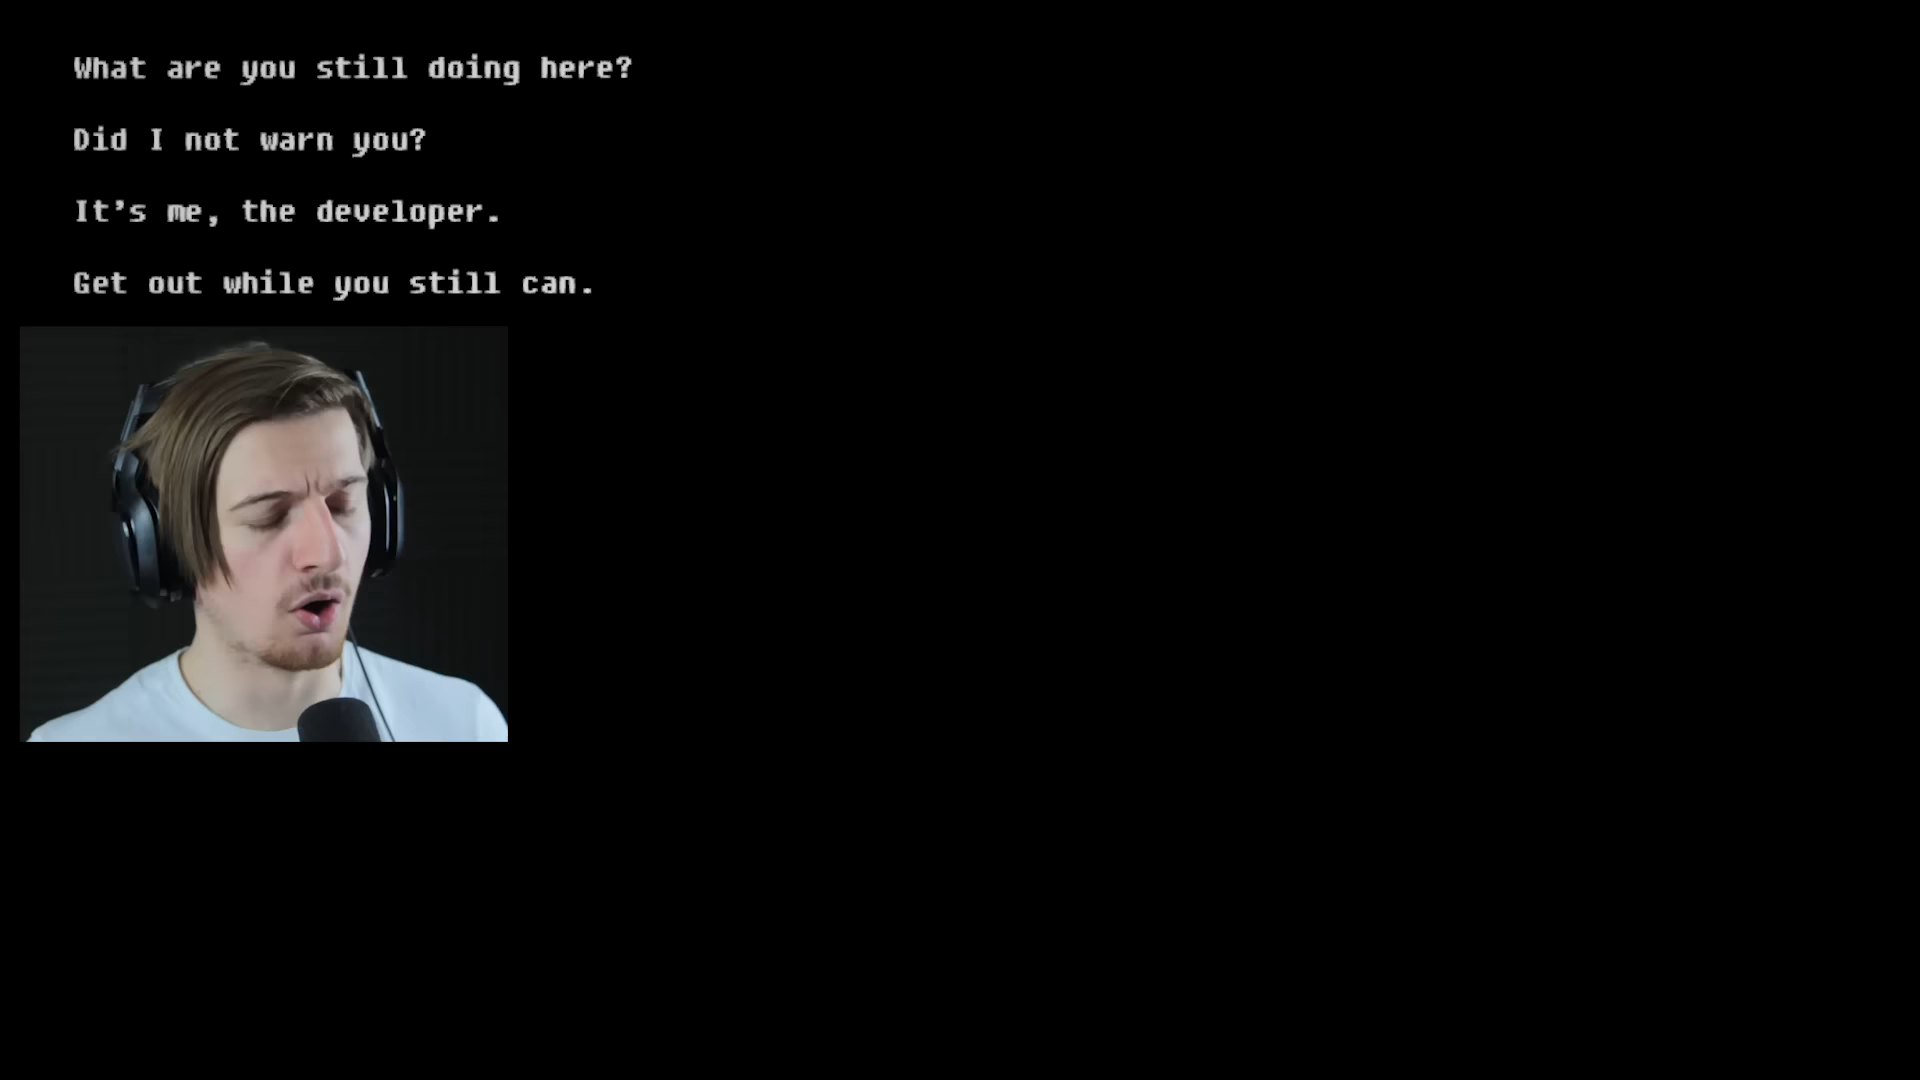 What are you still doing here?
Did I not warn you?
It's me, the developer.
Get out while you still can.